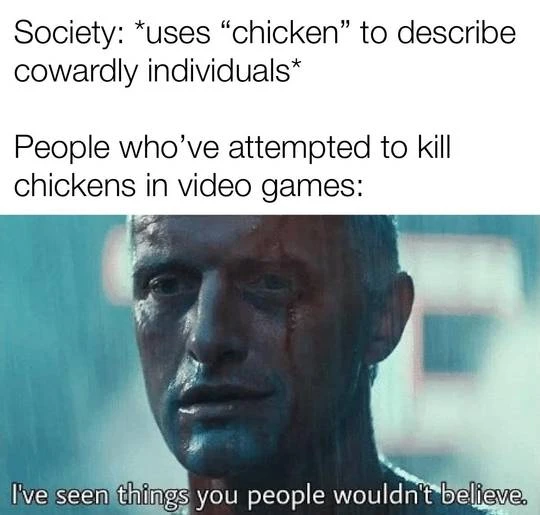 Society: *uses “chicken” to describe
cowardly individuals*
People who’ve attempted to kill
chickens in video games:
I've seen things you people wouldn't believe.